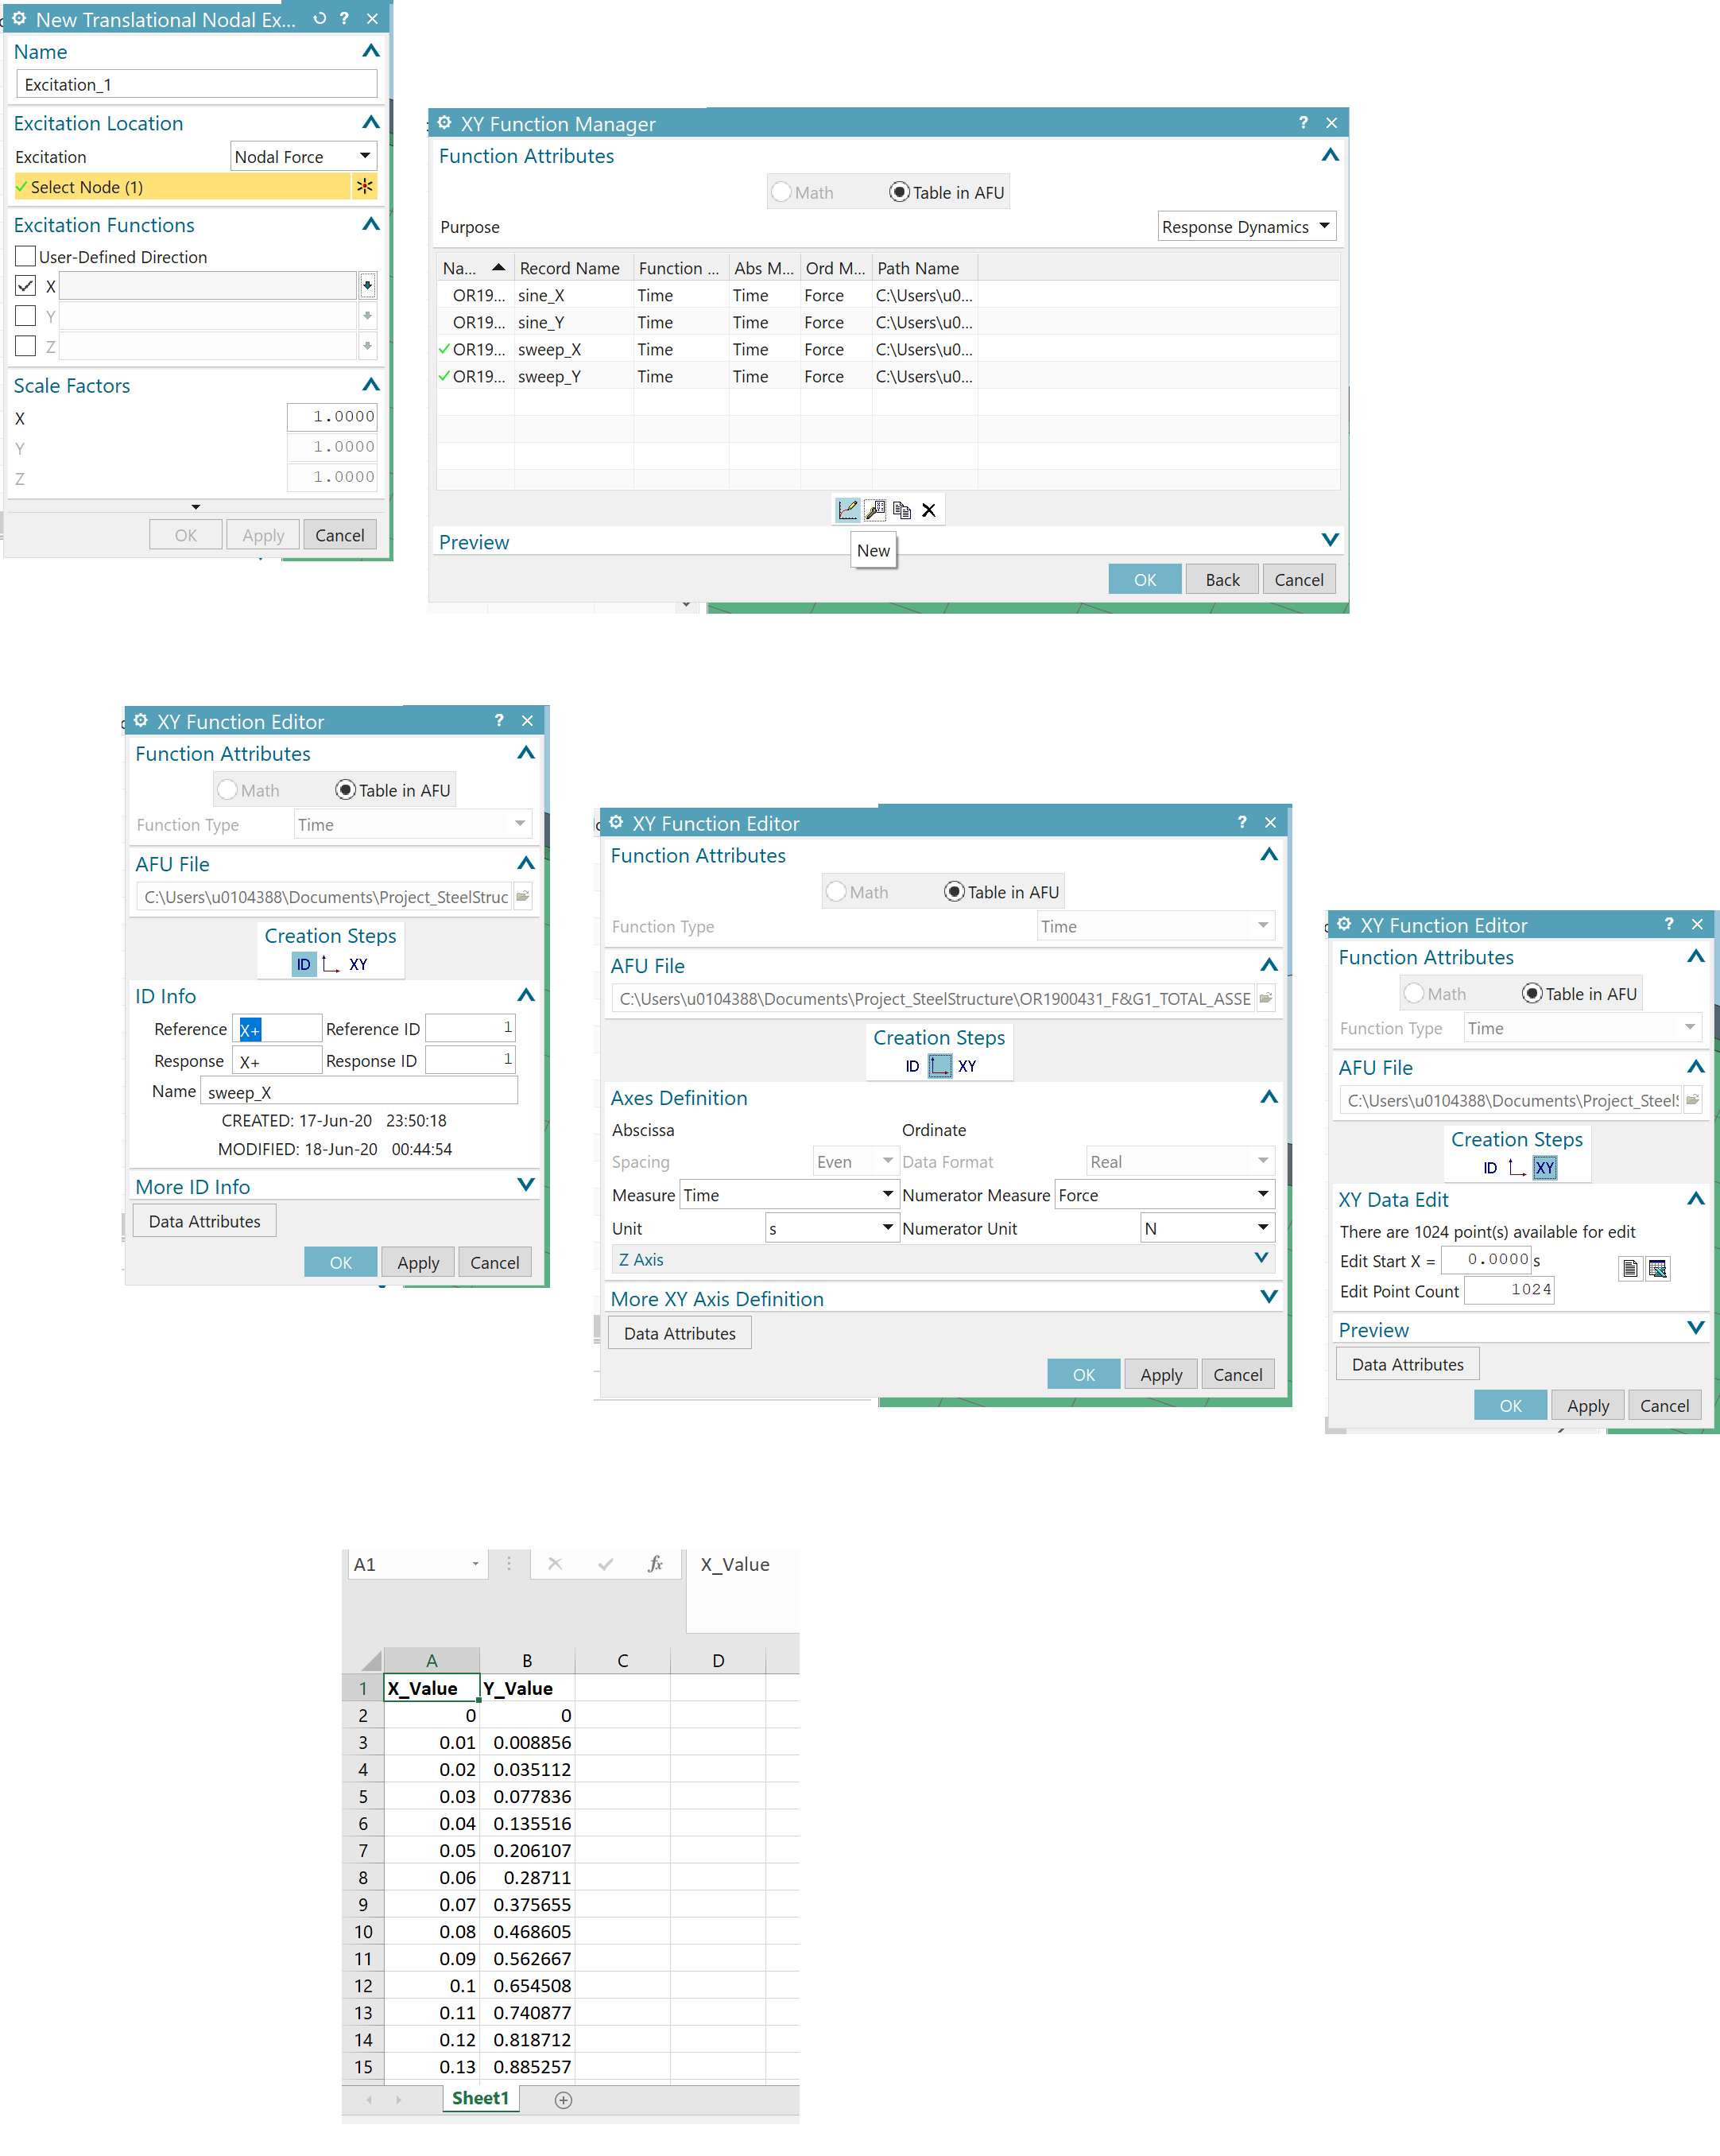 New Translational Nodal Ex... ?
Name
Excitation_1
Excitation Location
Excitation Nodal Force
Select Node (1)
Excitation Functions
User-Defined Direction
X
Y
Z
Scale Factors
X 1.0000
Y 1.0000
Z 1.0000
OK Apply Cancel
XY Function Manager ?
Function Attributes
Math Table in AFU
Purpose Response Dynamics
Na... Record Name Function ... Abs M... Ord M... Path Name
OR19... sine_X Time Time Force C:\Users\u0...
OR19... sine_Y Time Time Force C:\Users\u0...
OR19... sweep_X Time Time Force C:\Users\u0...
OR19... sweep_Y Time Time Force C:\Users\u0...
New
Preview
OK Back Cancel
XY Function Editor ?
Function Attributes
Math Table in AFU
Function Type Time
AFU File
C:\Users\u0104388\Documents\Project_SteelStruc
Creation Steps
ID XY
ID Info
Reference X+ Reference ID 1
Response X+ Response ID 1
Name sweep_X
CREATED: 17-Jun-20 23:50:18
MODIFIED: 18-Jun-20 00:44:54
More ID Info
Data Attributes
OK Apply Cancel
XY Function Editor ?
Function Attributes
Math Table in AFU
Function Type Time
AFU File
C:\Users\u0104388\Documents\Project_SteelStructure\OR1900431_F&G1_TOTAL_ASSE
Creation Steps
ID XY
Axes Definition
Abscissa Ordinate
Spacing Even Data Format Real
Measure Time Numerator Measure Force
Unit s Numerator Unit N
Z Axis
More XY Axis Definition
Data Attributes
OK Apply Cancel
XY Function Editor ?
Function Attributes
Math Table in AFU
Function Type Time
AFU File
C:\Users\u0104388\Documents\Project_Steel
Creation Steps
ID XY
XY Data Edit
There are 1024 point(s) available for edit
Edit Start X = 0.0000 s
Edit Point Count 1024
Preview
Data Attributes
OK Apply Cancel
A1 fx X_Value
A B C D
1 X_Value Y_Value
2 0 0
3 0.01 0.008856
4 0.02 0.035112
5 0.03 0.077836
6 0.04 0.135516
7 0.05 0.206107
8 0.06 0.28711
9 0.07 0.375655
10 0.08 0.468605
11 0.09 0.562667
12 0.1 0.654508
13 0.11 0.740877
14 0.12 0.818712
15 0.13 0.885257
Sheet1